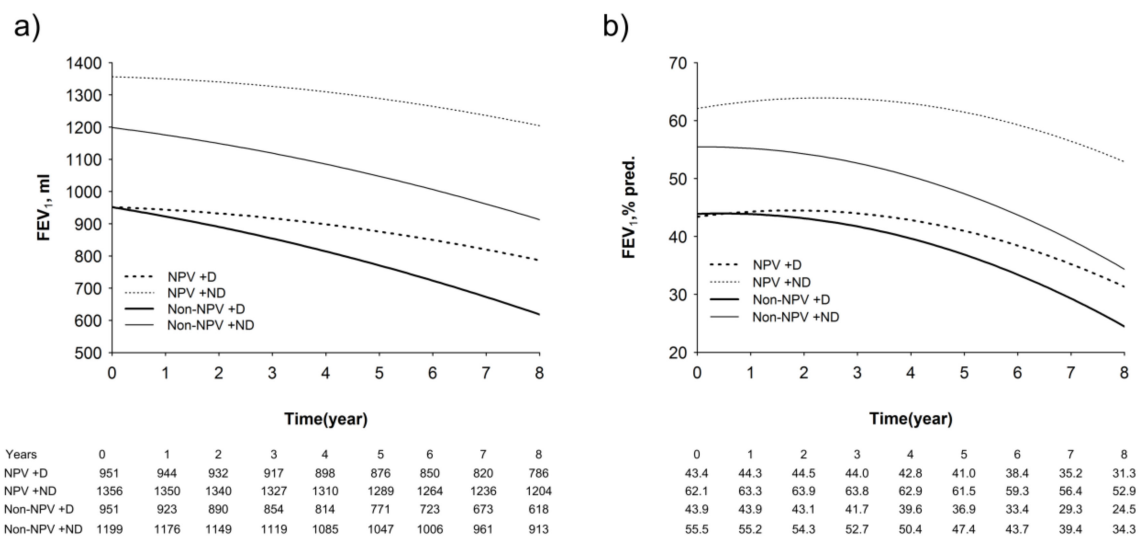 a)
FEV₁, ml
1400
1300
1200
1100
1000
900
800
700
600
500
NPV +D
NPV +ND
Non-NPV +D
Non-NPV +ND
0 1 2 3 4 5 6 7 8
Time(year)
Years 0 1 2 3 4 5 6 7 8
NPV +D 951 944 932 917 898 876 850 820 786
NPV +ND 1356 1350 1340 1327 1310 1289 1264 1236 1204
Non-NPV +D 951 923 890 854 814 771 723 673 618
Non-NPV +ND 1199 1176 1149 1119 1085 1047 1006 961 913
b)
FEV₁,% pred.
70
60
50
40
30
20
NPV +D
NPV +ND
Non-NPV +D
Non-NPV +ND
0 1 2 3 4 5 6 7 8
Time(year)
0 1 2 3 4 5 6 7 8
43.4 44.3 44.5 44.0 42.8 41.0 38.4 35.2 31.3
62.1 63.3 63.9 63.8 62.9 61.5 59.3 56.4 52.9
43.9 43.9 43.1 41.7 39.6 36.9 33.4 29.3 24.5
55.5 55.2 54.3 52.7 50.4 47.4 43.7 39.4 34.3